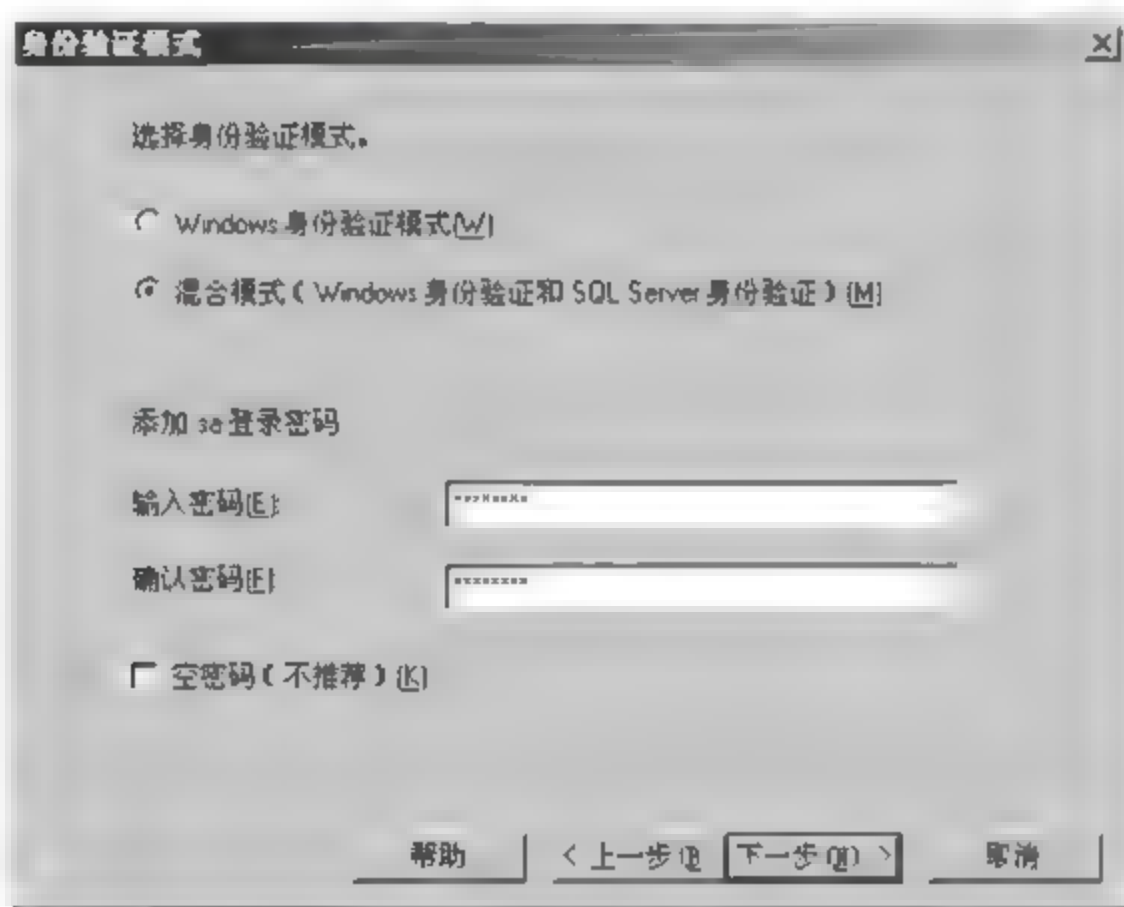 身份验证模式
选择身份验证模式。
Windows 身份验证模式(W)
混合模式(Windows 身份验证和 SQL Server 身份验证)(M)
添加 sa 登录密码
输入密码(E):
确认密码(F):
空密码(不推荐)(K)
帮助 < 上一步(B) 下一步(N) > 取消